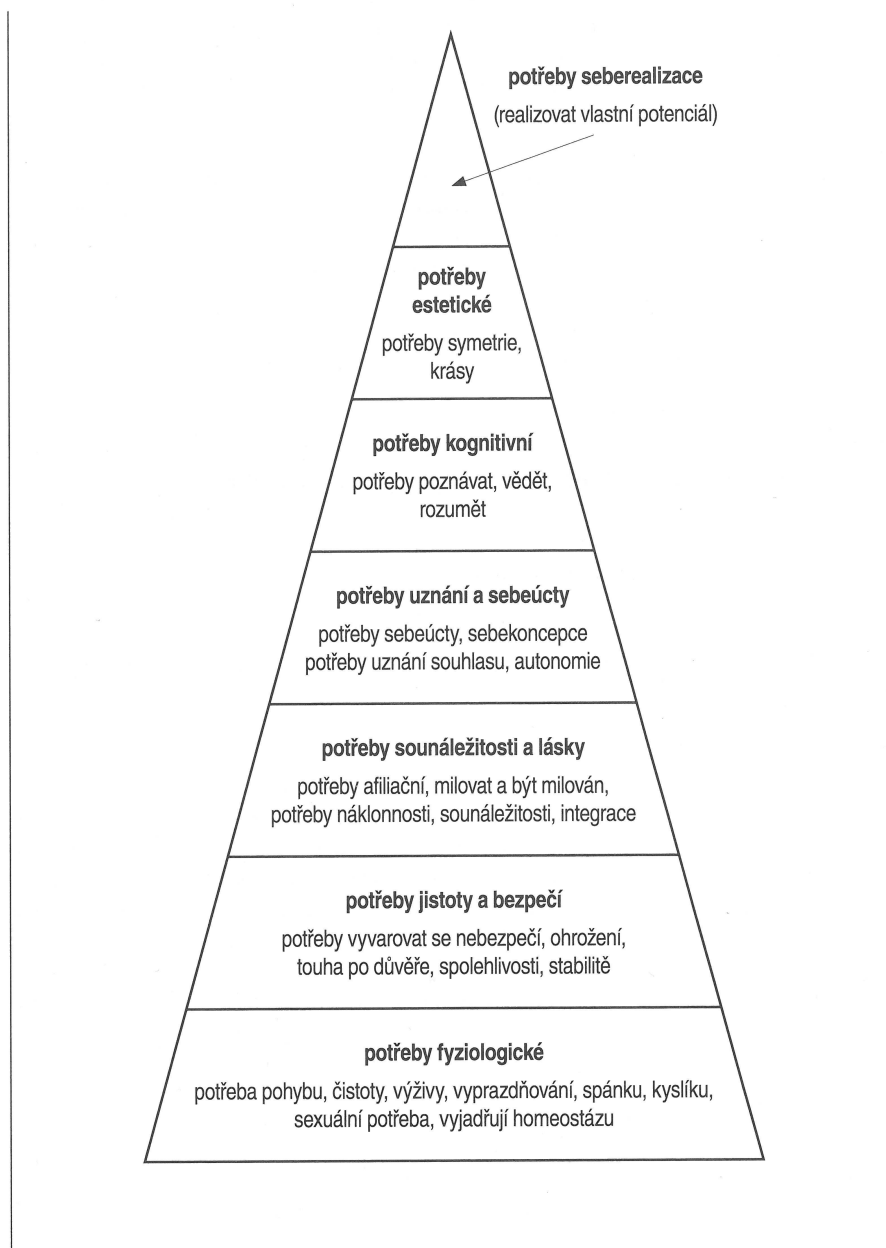 potřeby seberealizace
(realizovat vlastní potenciál)
potřeby
estetické
potřeby symetrie,
krásy
potřeby kognitivní
potřeby poznávat, vědět,
rozumět
potřeby uznání a sebeúcty
potřeby sebeúcty, sebekoncepce
potřeby uznání souhlasu, autonomie
potřeby sounáležitosti a lásky
potřeby afiliační, milovat a být milován,
potřeby náklonnosti, sounáležitosti, integrace
potřeby jistoty a bezpečí
potřeby vyvarovat se nebezpečí, ohrožení,
touha po důvěře, spolehlivosti, stabilitě
potřeby fyziologické
potřeba pohybu, čistoty, výživy, vyprazdňování, spánku, kyslíku,
sexuální potřeba, vyjadřují homeostázu